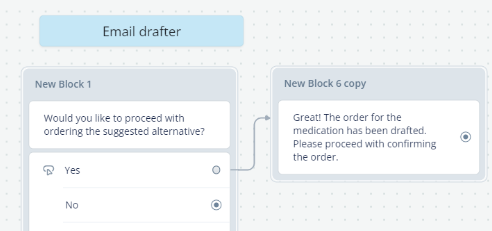 Email drafter
New Block 1
Would you like to proceed with
ordering the suggested alternative?
Yes
No
New Block 6 copy
Great! The order for the
medication has been drafted.
Please proceed with confirming
the order.